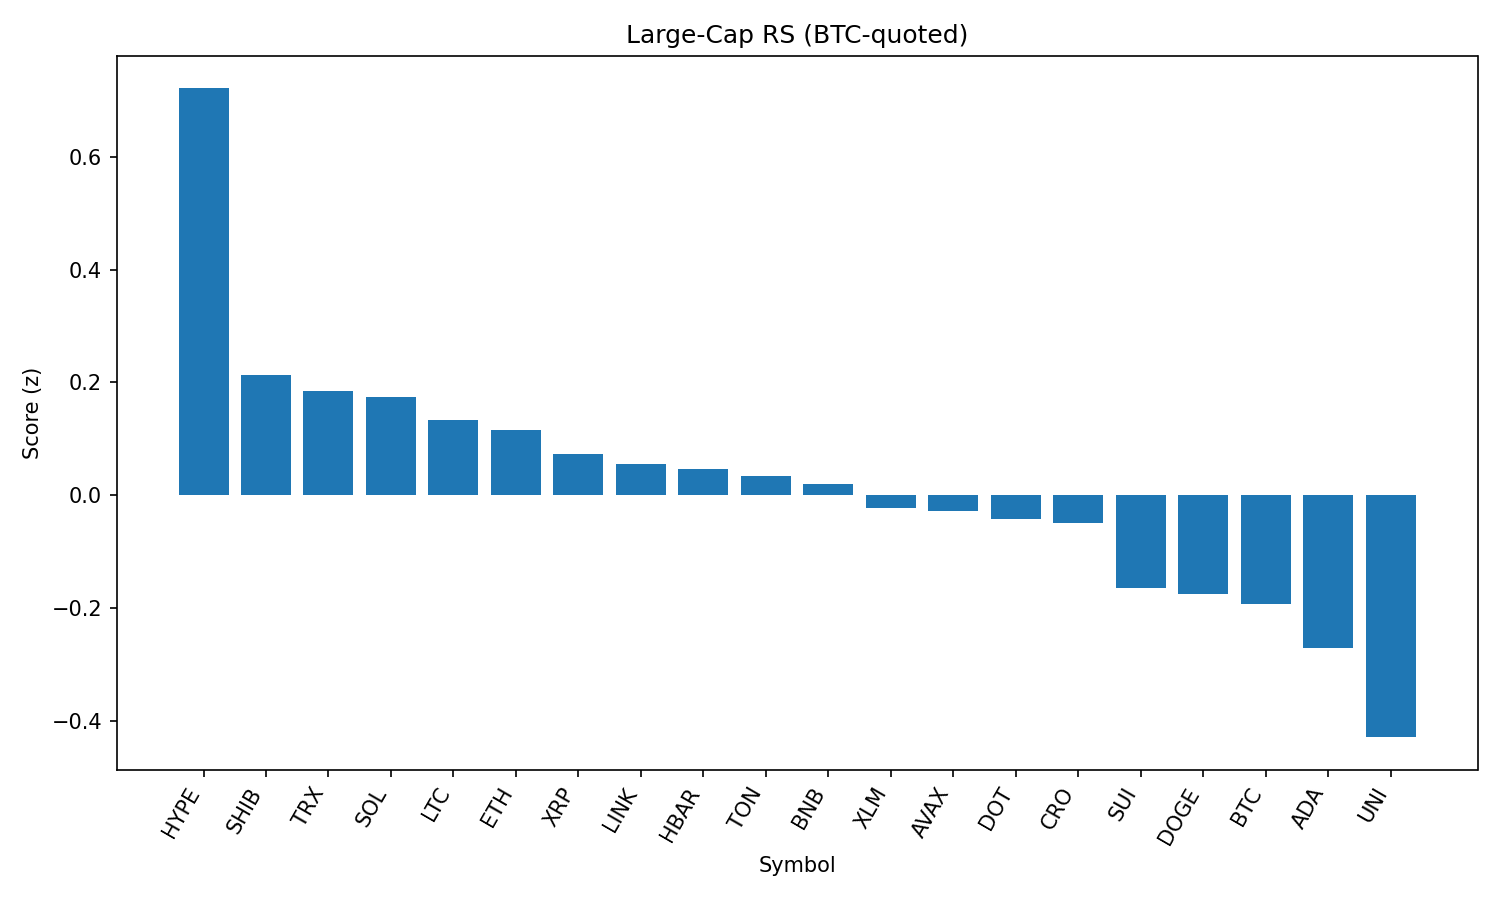 Large-Cap RS (BTC-quoted)
Score (z)
0.6
0.4
0.2
0.0
−0.2
−0.4
HYPE
SHIB
TRX
SOL
LTC
ETH
XRP
LINK
HBAR
TON
BNB
XLM
AVAX
DOT
CRO
SUI
DOGE
BTC
ADA
UNI
Symbol